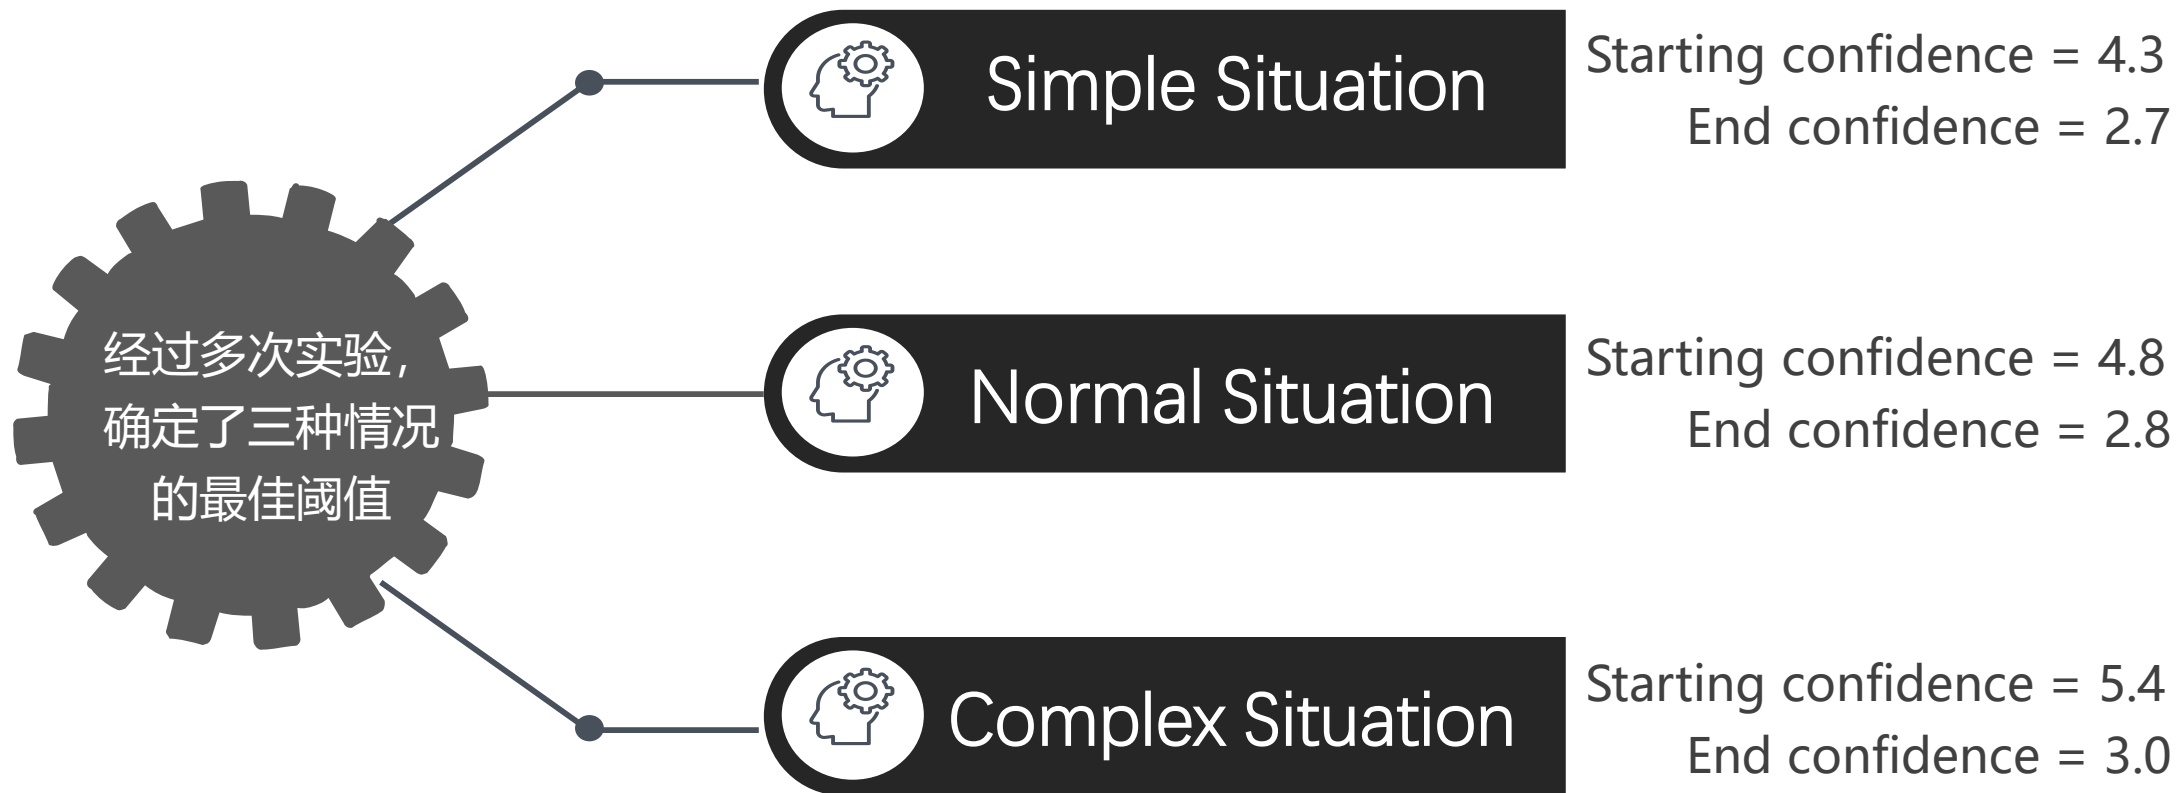 经过多次实验，
确定了三种情况
的最佳阈值
Simple Situation
Starting confidence = 4.3
End confidence = 2.7
Normal Situation
Starting confidence = 4.8
End confidence = 2.8
Complex Situation
Starting confidence = 5.4
End confidence = 3.0